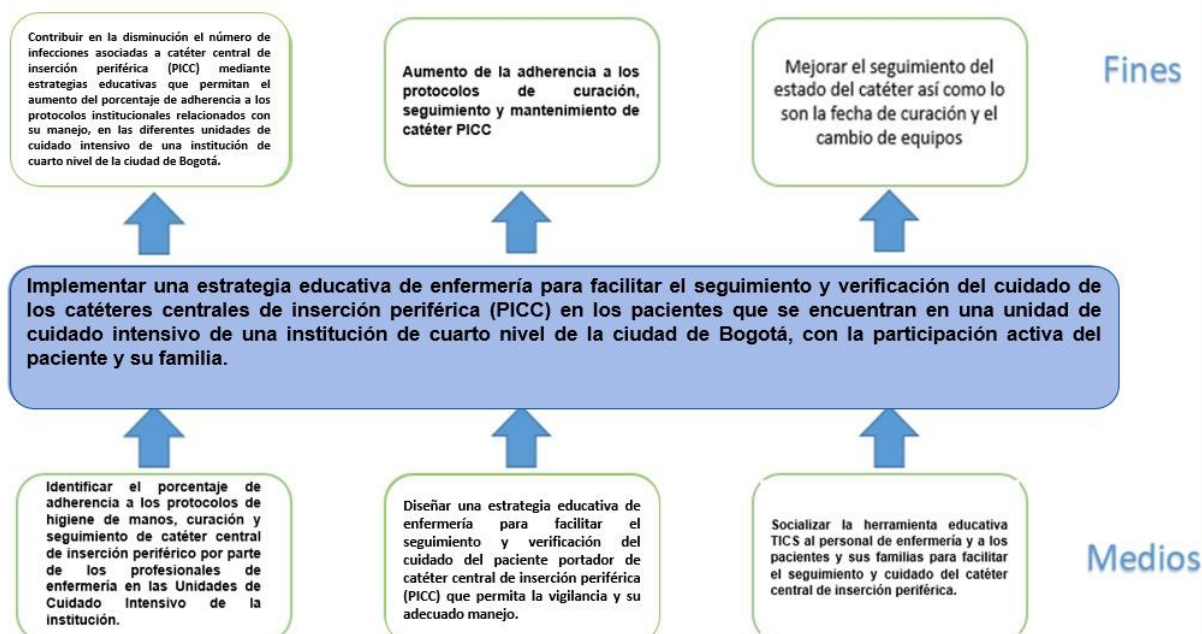 Contribuir en la disminución el número de
infecciones asociadas a catéter central de
inserción periférica (PICC) mediante
estrategias educativas que permitan el
aumento del porcentaje de adherencia a los
protocolos institucionales relacionados con
su manejo, en las diferentes unidades de
cuidado intensivo de una institución de
cuarto nivel de la ciudad de Bogotá.
Aumento de la adherencia a los
protocolos de curación,
seguimiento y mantenimiento de
catéter PICC
Mejorar el seguimiento del
estado del catéter así como lo
son la fecha de curación y el
cambio de equipos
Fines
Implementar una estrategia educativa de enfermería para facilitar el seguimiento y verificación del cuidado de
los catéteres centrales de inserción periférica (PICC) en los pacientes que se encuentran en una unidad de
cuidado intensivo de una institución de cuarto nivel de la ciudad de Bogotá, con la participación activa del
paciente y su familia.
Identificar el porcentaje de
adherencia a los protocolos de
higiene de manos, curación y
seguimiento de catéter central
de inserción periférico por parte
de los profesionales de
enfermería en las Unidades de
Cuidado Intensivo de la
institución.
Diseñar una estrategia educativa de
enfermería para facilitar el
seguimiento y verificación del
cuidado del paciente portador de
catéter central de inserción periférica
(PICC) que permita la vigilancia y su
adecuado manejo.
Socializar la herramienta educativa
TICS al personal de enfermería y a los
pacientes y sus familias para facilitar
el seguimiento y cuidado del catéter
central de inserción periférica.
Medios